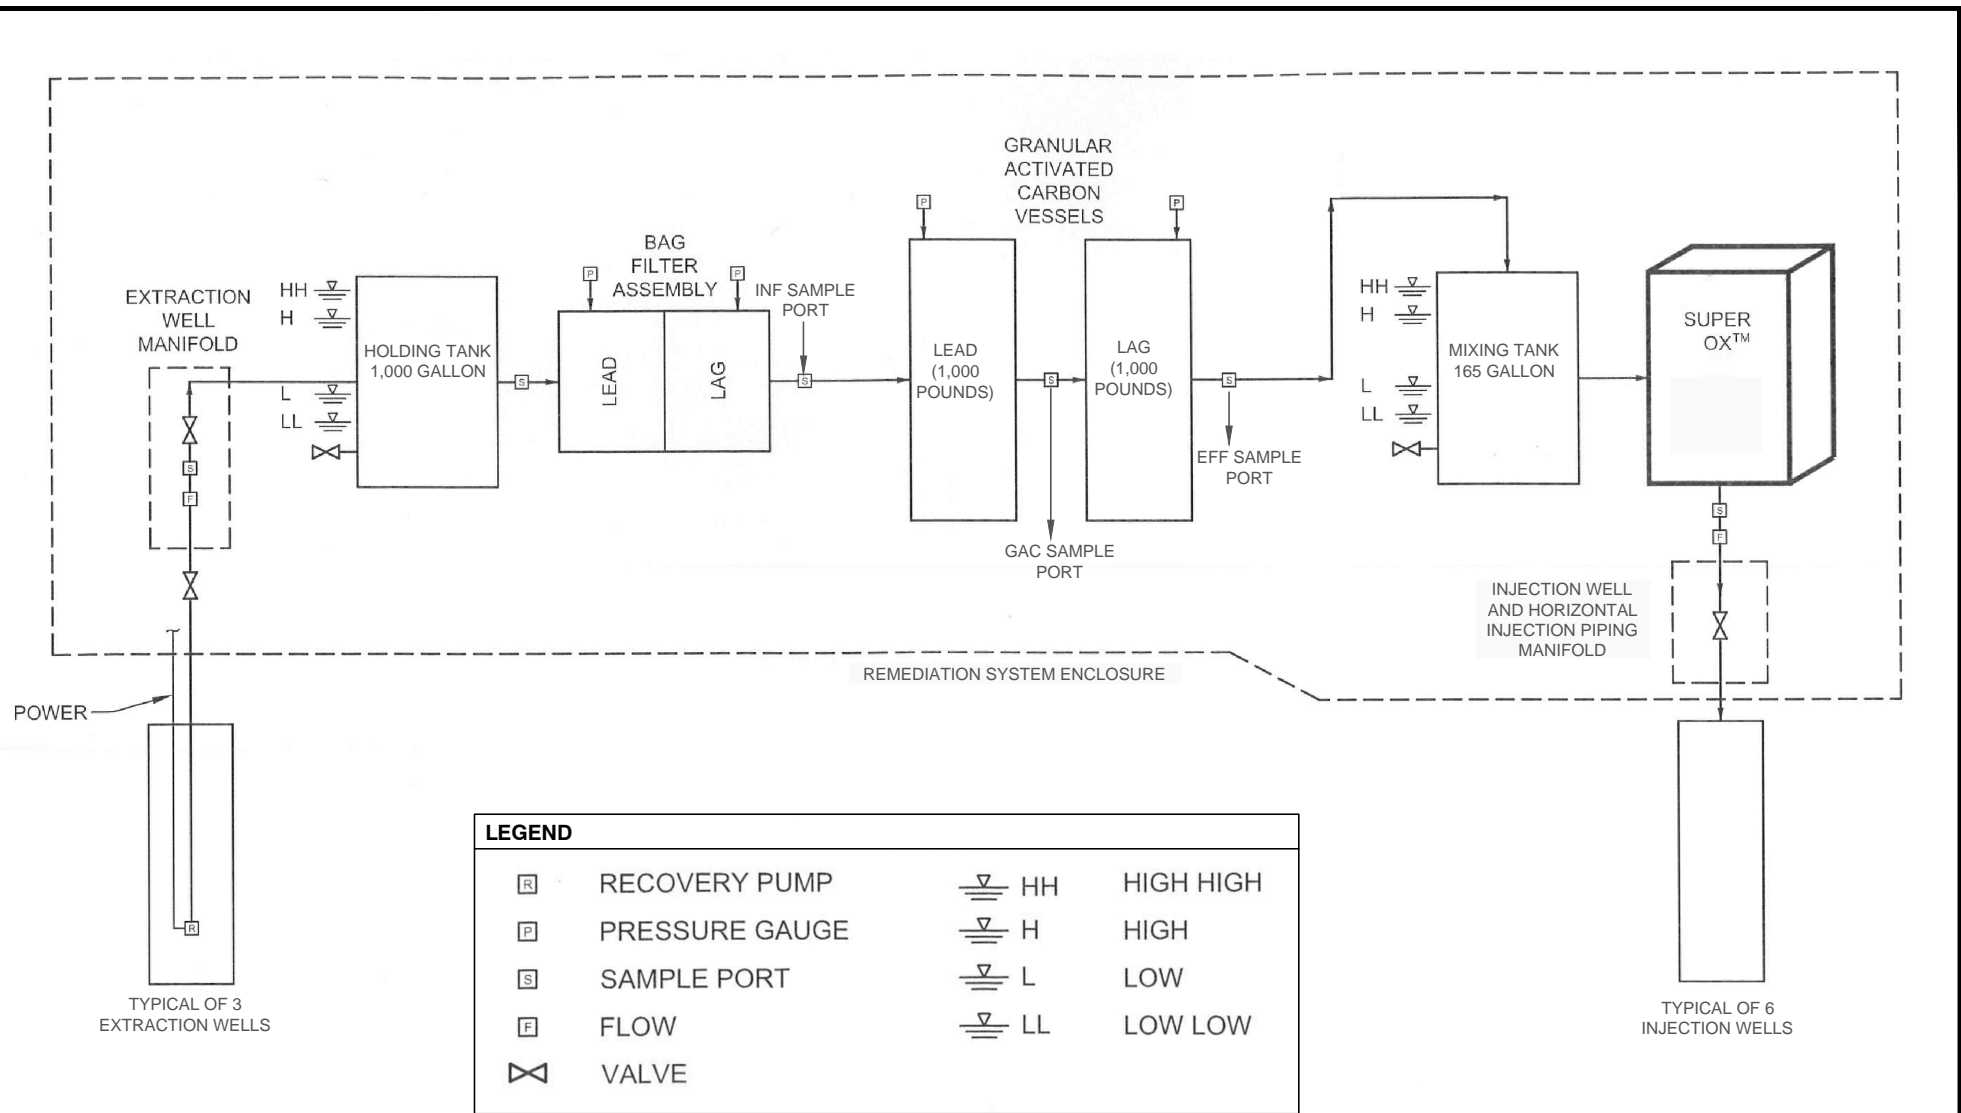 GRANULAR
ACTIVATED
CARBON
VESSELS
P
P
BAG
FILTER
ASSEMBLY
P
P
INF SAMPLE
PORT
EXTRACTION
WELL
MANIFOLD
HH
H
L
LL
HOLDING TANK
1,000 GALLON
S
LEAD
LAG
S
LEAD
(1,000
POUNDS)
S
LAG
(1,000
POUNDS)
S
HH
H
L
LL
MIXING TANK
165 GALLON
SUPER
OX™
S
F
EFF SAMPLE
PORT
GAC SAMPLE
PORT
S
F
INJECTION WELL
AND HORIZONTAL
INJECTION PIPING
MANIFOLD
REMEDIATION SYSTEM ENCLOSURE
POWER
R
TYPICAL OF 3
EXTRACTION WELLS
TYPICAL OF 6
INJECTION WELLS
LEGEND
R RECOVERY PUMP HH HIGH HIGH
P PRESSURE GAUGE H HIGH
S SAMPLE PORT L LOW
F FLOW LL LOW LOW
VALVE